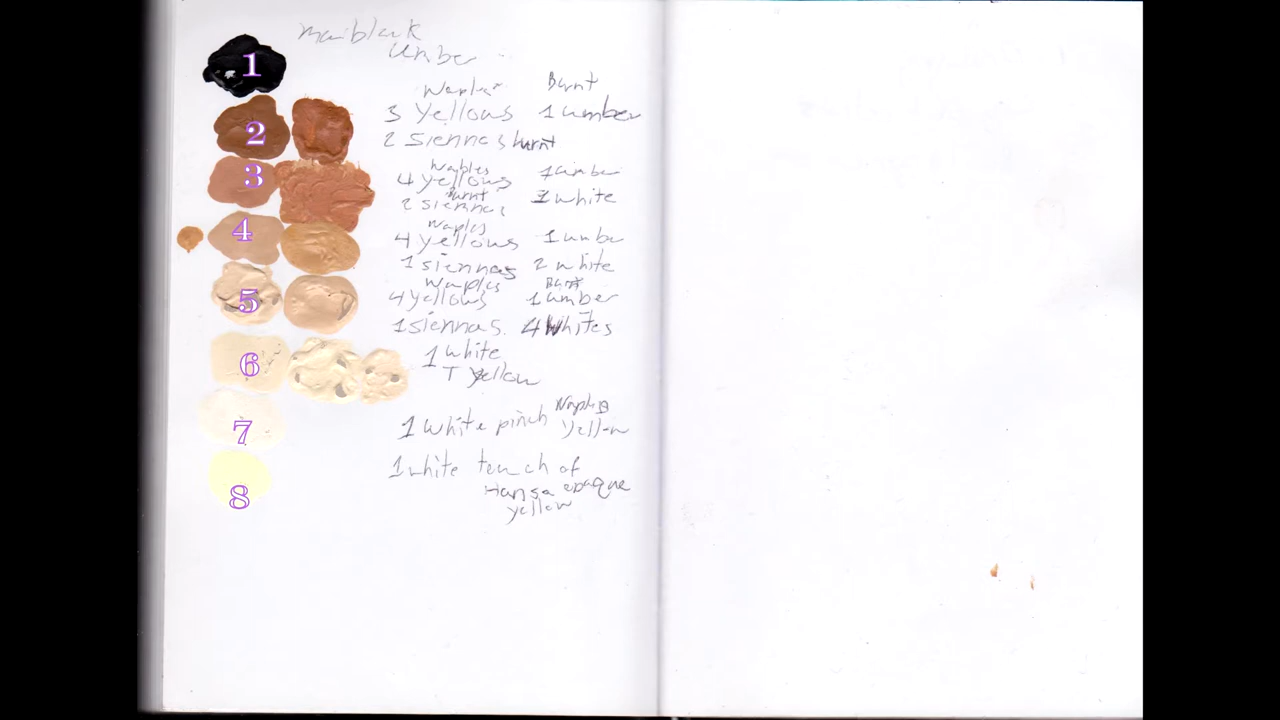 1
umber
Naples Burnt
2
3 yellows 1 umber
2 siennas burnt
3
Naples
4 yellows 1 umber
Burnt
2 siennas 1 white
4
Naples
4 yellows 1 umber
1 siennas 2 white
5
Naples Burnt
4 yellows 1 umber
1 siennas. 4 Whites
6
1 white
yellow
7
1 white pinch Naples
yellow
8
1 white touch of
Hansa opaque
yellow